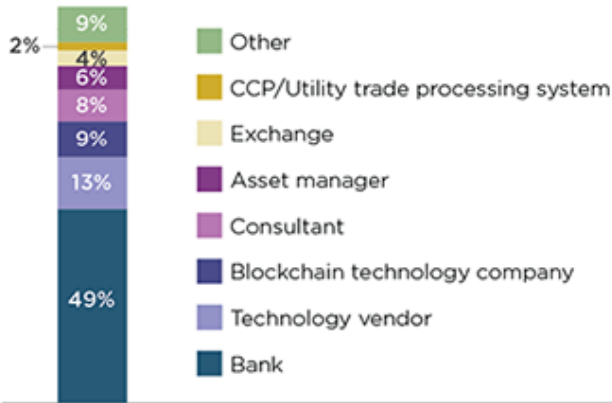 9%
2%
4%
6%
8%
9%
13%
49%
Other
CCP/Utility trade processing system
Exchange
Asset manager
Consultant
Blockchain technology company
Technology vendor
Bank